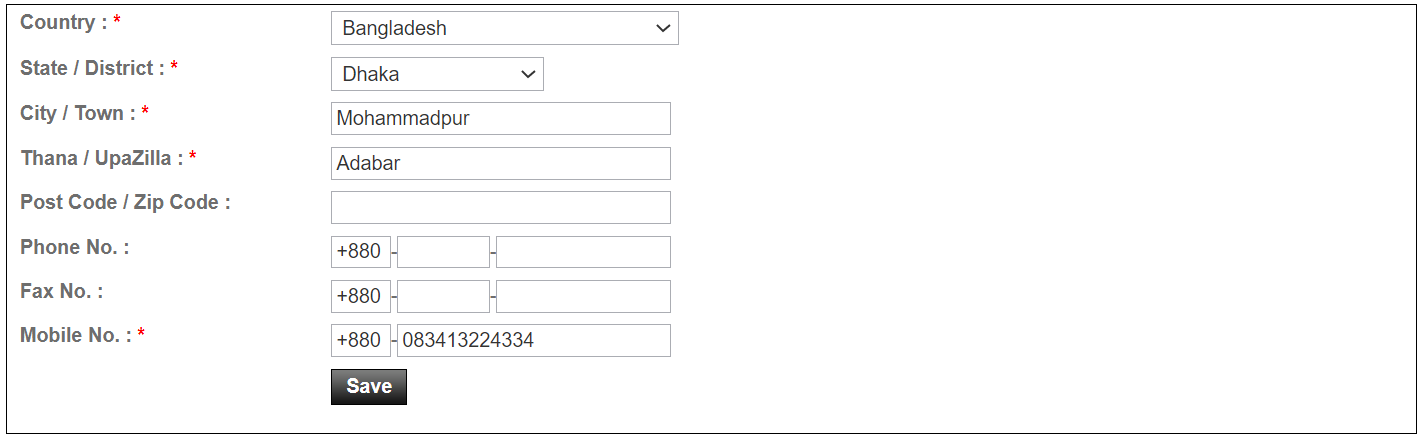 Country : * Bangladesh
State / District : * Dhaka
City / Town : * Mohammadpur
Thana / UpaZilla : * Adabar
Post Code / Zip Code :
Phone No. : +880 - -
Fax No. : +880 - -
Mobile No. : * +880 - 083413224334
Save